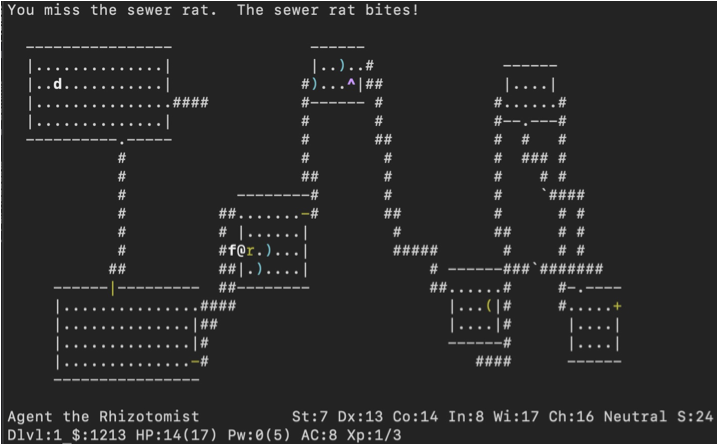 You miss the sewer rat.  The sewer rat bites!

  ----------------                ------
  |..............|                |..)..#               ------
  |..d...........|               #)...^|##              |....|
  |...............####           #------ #             #......#
  |..............|               #       #             #--.---#
  ----------.-----               #       ##            #  #   #
            #                    #        #            #  ### #
            #                    #        #            #    # #
            #                    ##       #            #    `####
            #             --------#       #            #      # #
            #           ##.......-#       ##           #      # #
            #           # |......|         #           ##     # #
            #           #f@r.)...|         #####        #     # #
           ##           ##|.)....|             #  ------###`#######
     ------|---------   ##--------             ##......#     #-.----
      |..............####                        |...(|#     #.....+
      |..............|##                         |....|#      |....|
      |..............|#                          ------#      |....|
      |..............-#                             ####      ------
      ----------------

Agent the Rhizotomist          St:7 Dx:13 Co:14 In:8 Wi:17 Ch:16 Neutral S:24
Dlvl:1_$:1213 HP:14(17) Pw:0(5) AC:8 Xp:1/3